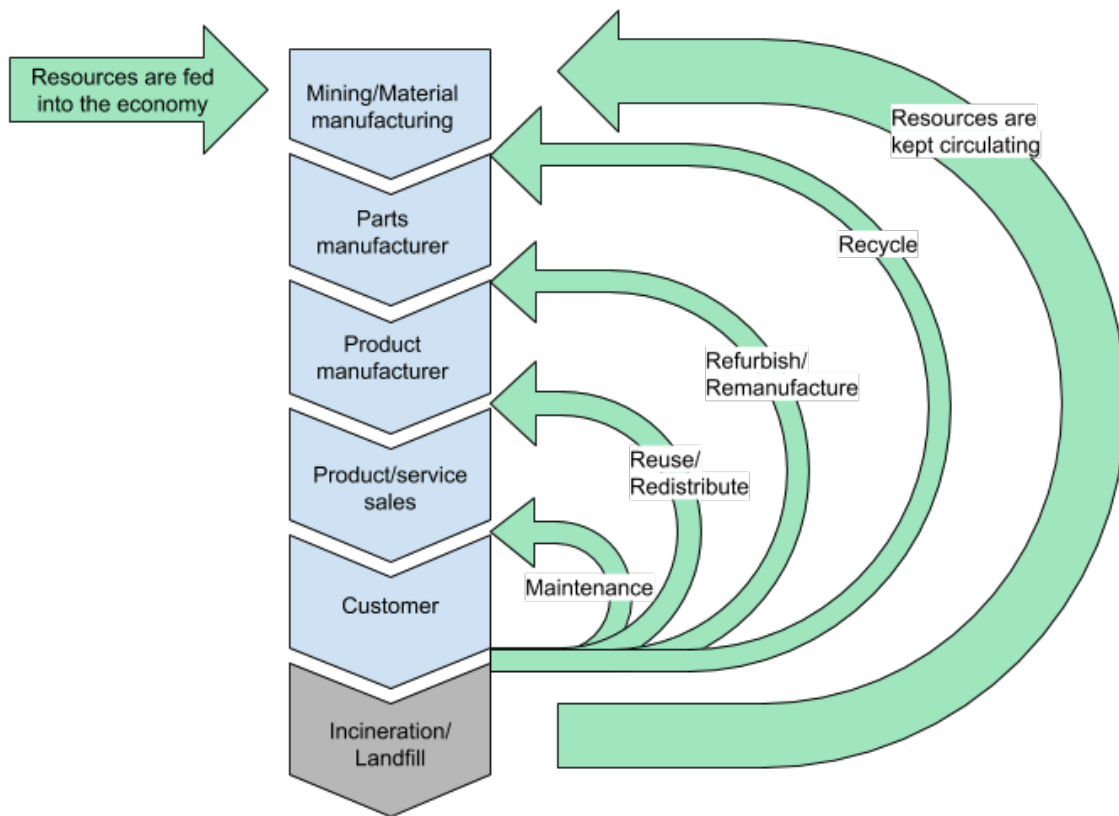 Resources are fed
into the economy
Mining/Material
manufacturing
Parts
manufacturer
Product
manufacturer
Product/service
sales
Customer
Incineration/
Landfill
Maintenance
Reuse/
Redistribute
Refurbish/
Remanufacture
Recycle
Resources are
kept circulating